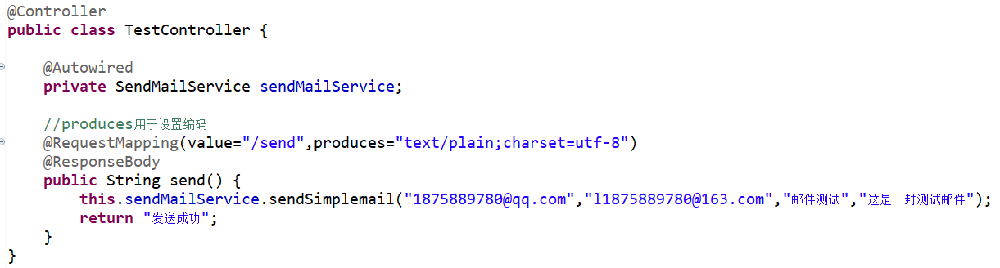 @Controller
public class TestController {
@Autowired
private SendMailService sendMailService;
//produces用于设置编码
@RequestMapping(value="/send",produces="text/plain;charset=utf-8")
@ResponseBody
public String send() {
this.sendMailService.sendSimplemail("1875889780@qq.com","l1875889780@163.com","邮件测试","这是一封测试邮件");
return "发送成功";
}
}